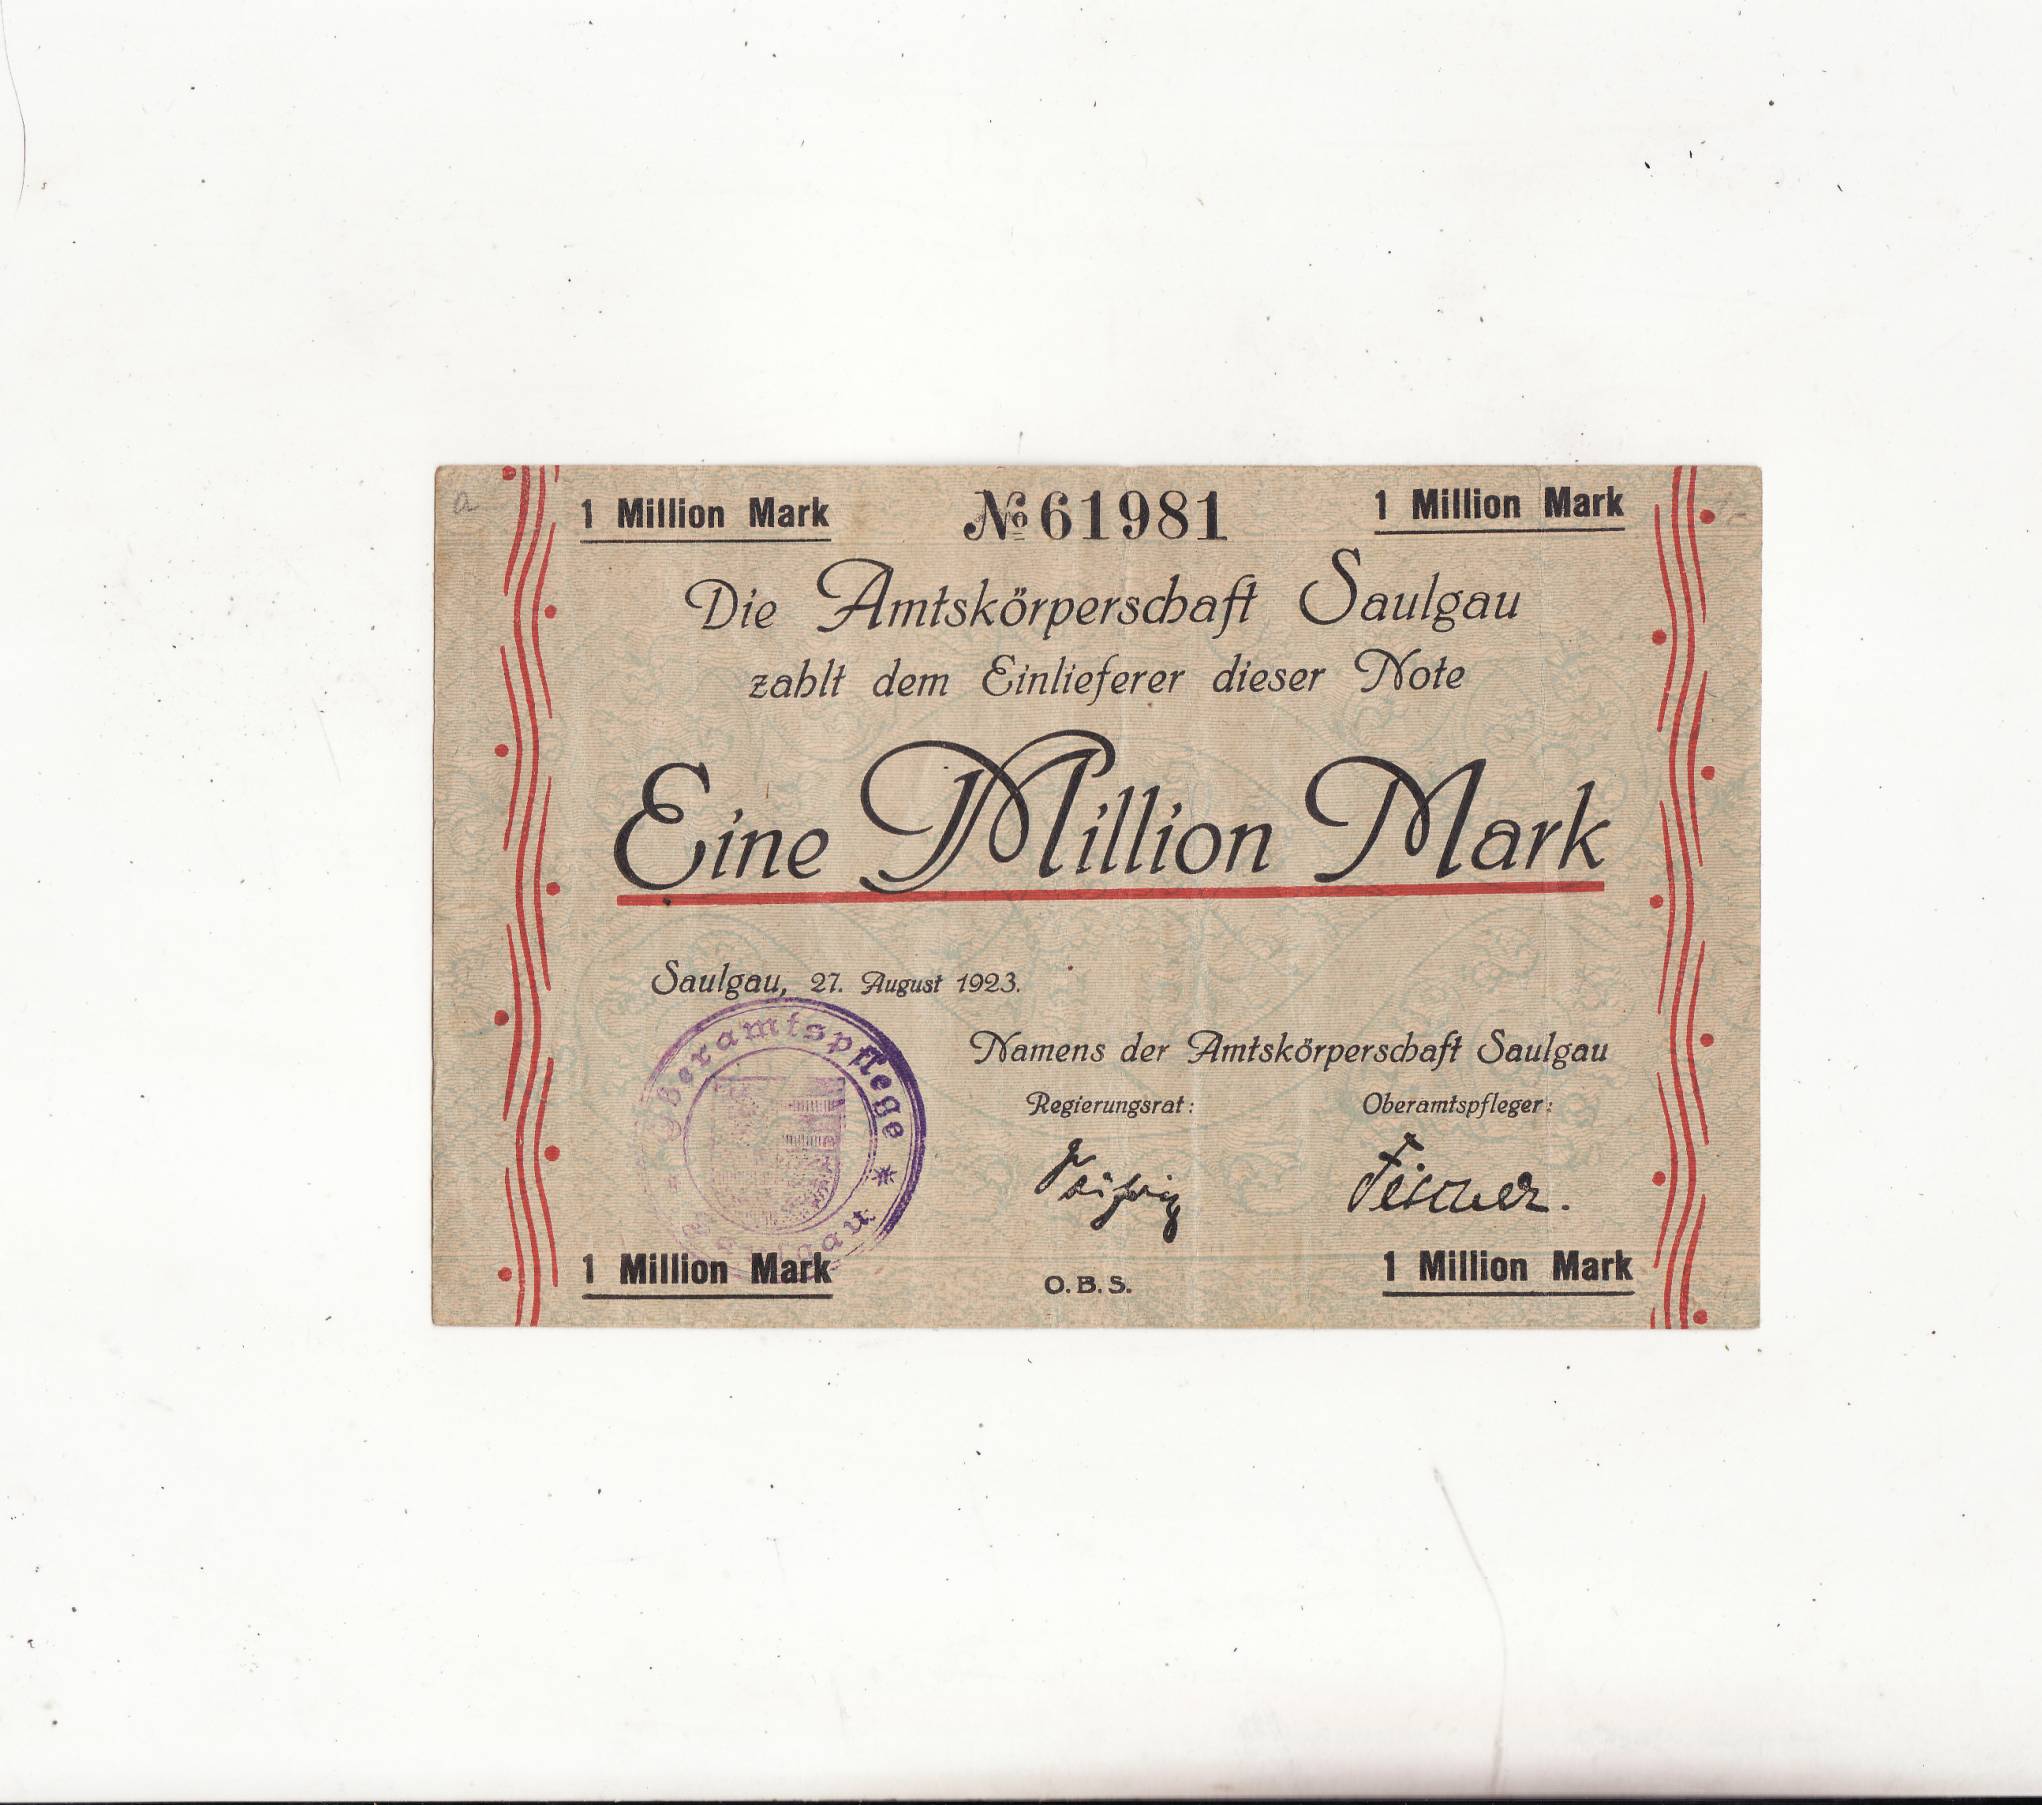 1 Million Mark № 61981 1 Million Mark
Die Amtskörperschaft Saulgau
zahlt dem Einlieferer dieser Note
Eine Million Mark
Saulgau, 27. August 1923.
Oberamtspflege * Saulgau
Namens der Amtskörperschaft Saulgau
Regierungsrat: Oberamtspfleger:
1 Million Mark O.B.S. 1 Million Mark